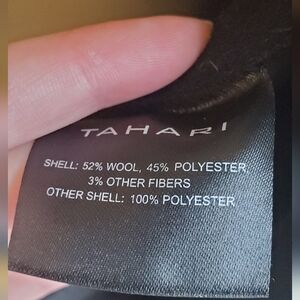 TAHARI
SHELL: 52% WOOL, 45% POLYESTER
3% OTHER FIBERS
OTHER SHELL: 100% POLYESTER